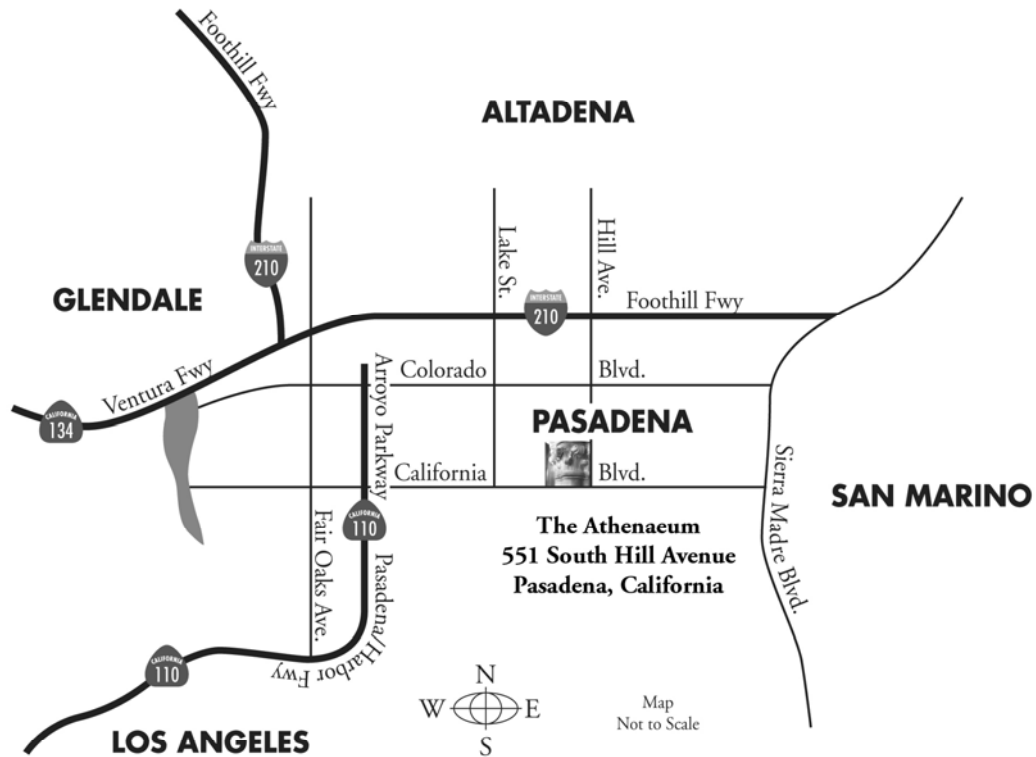 Foothill Fwy
ALTADENA
INTERSTATE
210
Lake St.
Hill Ave.
GLENDALE
INTERSTATE
210
Foothill Fwy
Ventura Fwy
CALIFORNIA
134
Arroyo Parkway
Colorado Blvd.
PASADENA
California Blvd.
Sierra Madre Blvd.
SAN MARINO
CALIFORNIA
110
Fair Oaks Ave.
Pasadena/Harbor Fwy
The Athenaeum
551 South Hill Avenue
Pasadena, California
CALIFORNIA
110
LOS ANGELES
N
W E
S
Map
Not to Scale